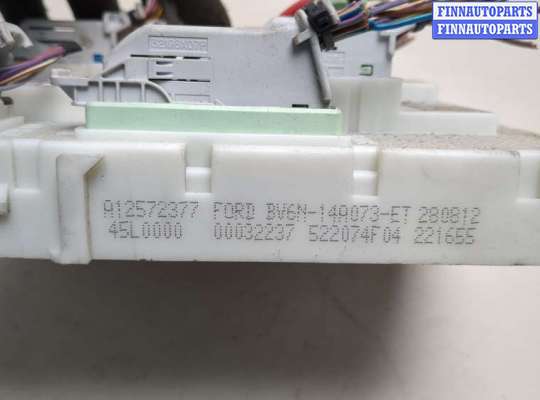 FINNAUTOPARTS
FINNAUTOPARTS
A12572377 FORD BV6N-14A073-ET 280812
45L0000 00032237 522074F04 221655